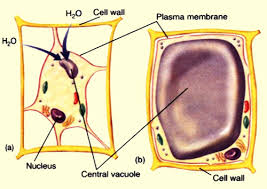 H₂O
Cell wall
Plasma membrane
H₂O
(a)
Nucleus
Central vacuole
(b)
Cell wall